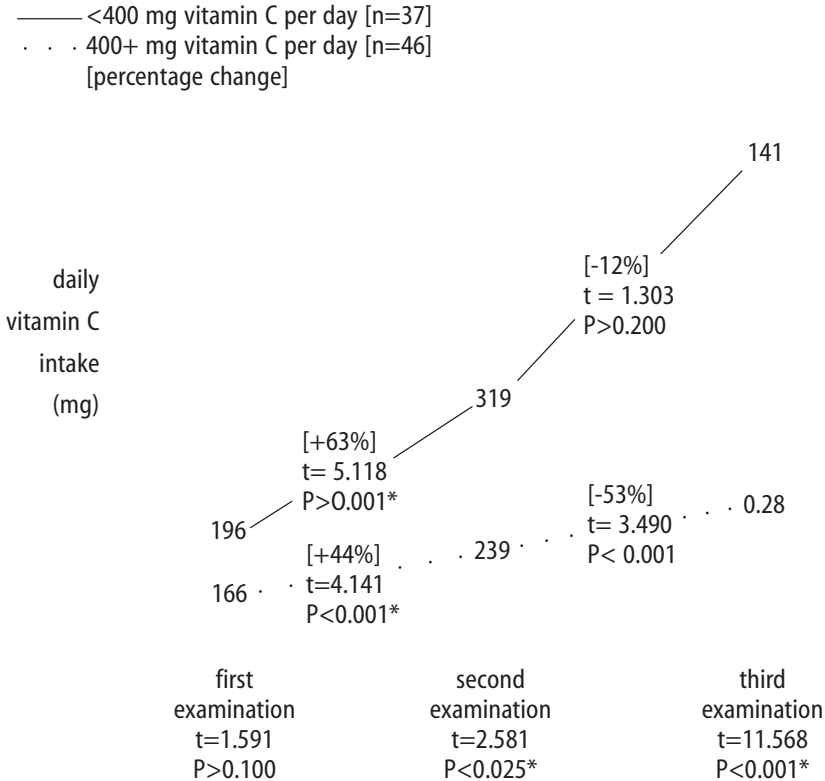 <400 mg vitamin C per day [n=37]
400+ mg vitamin C per day [n=46]
[percentage change]
141
[-12%]
t = 1.303
P>0.200
daily
vitamin C
intake
(mg)
319
[+63%]
t= 5.118
P>O.001*
196
[-53%]
t= 3.490
P< 0.001
0.28
239
[+44%]
t=4.141
P<0.001*
166
first
examination
t=1.591
P>0.100
second
examination
t=2.581
P<0.025*
third
examination
t=11.568
P<0.001*